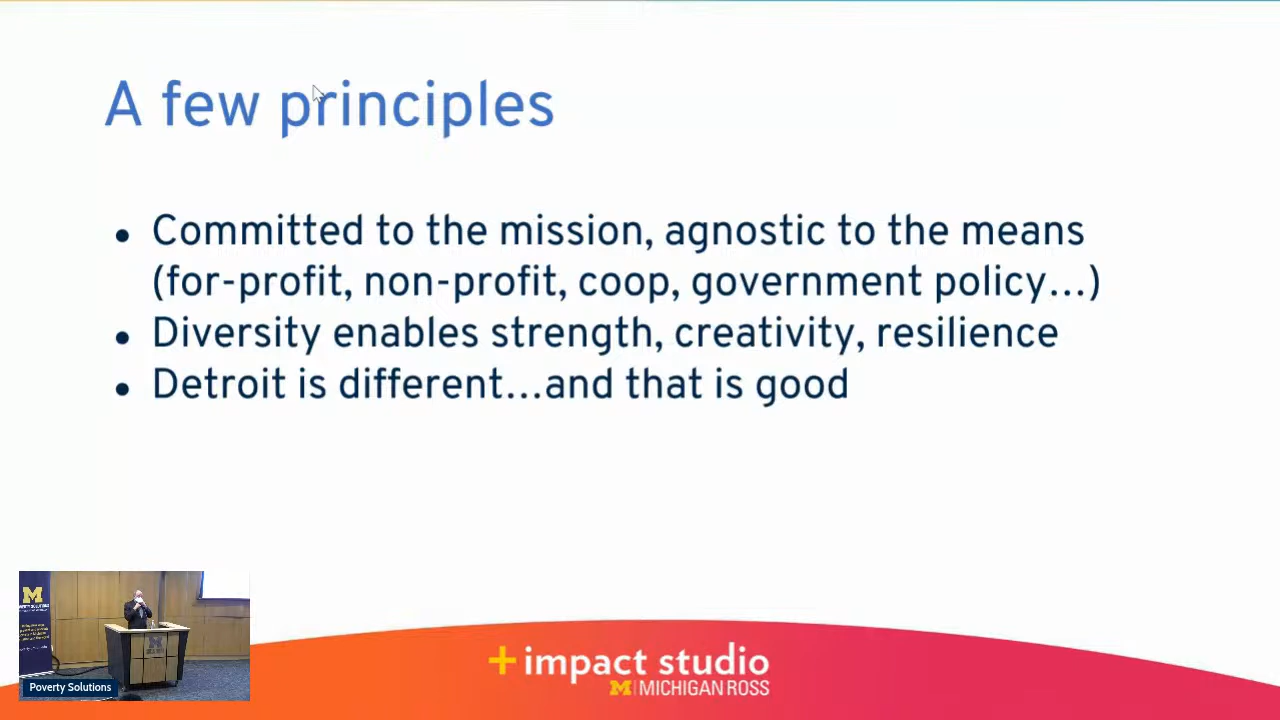 A few principles
• Committed to the mission, agnostic to the means
(for-profit, non-profit, coop, government policy...)
• Diversity enables strength, creativity, resilience
• Detroit is different...and that is good
+impact studio
M | MICHIGAN ROSS
M
Poverty Solutions